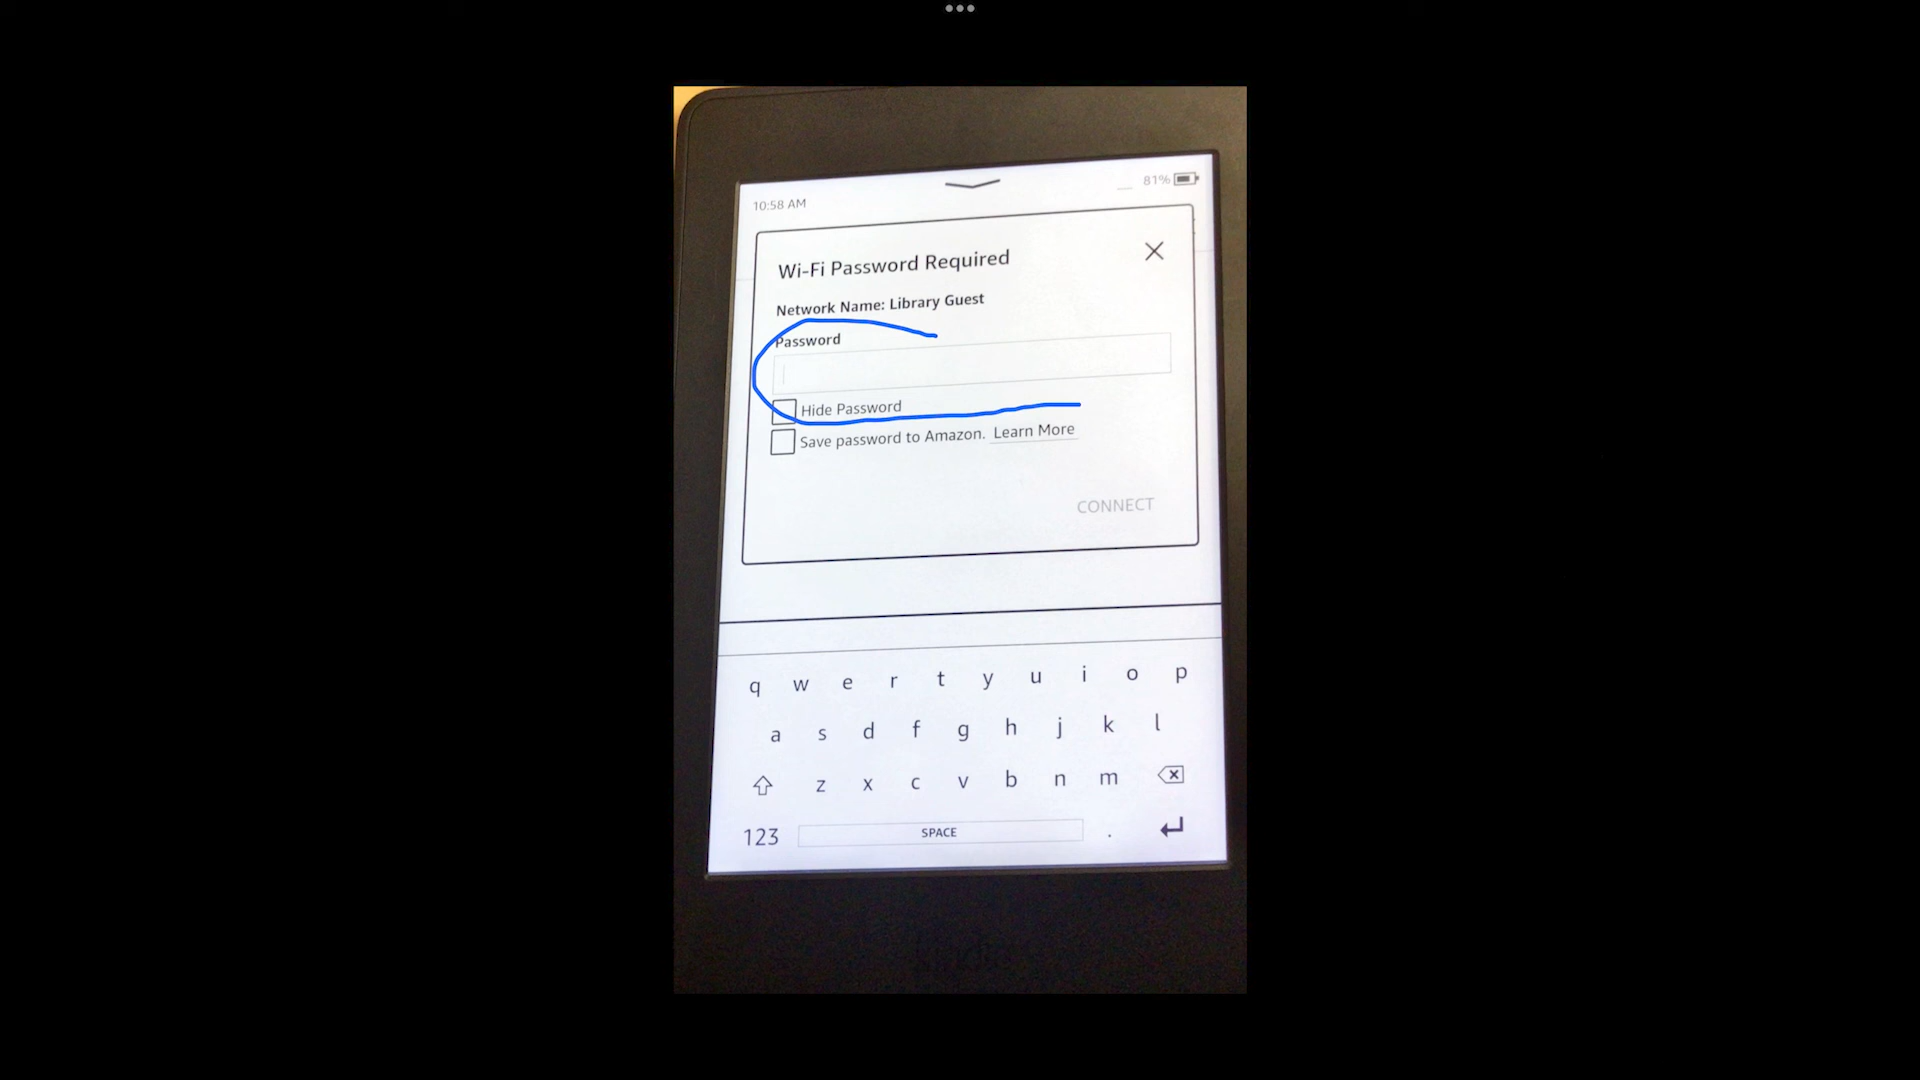 10:58 AM
81%
Wi-Fi Password Required
Network Name: Library Guest
Password
Hide Password
Save password to Amazon. Learn More
CONNECT
q w e r t y u i o p
a s d f g h j k l
z x c v b n m
123 SPACE .
kindle